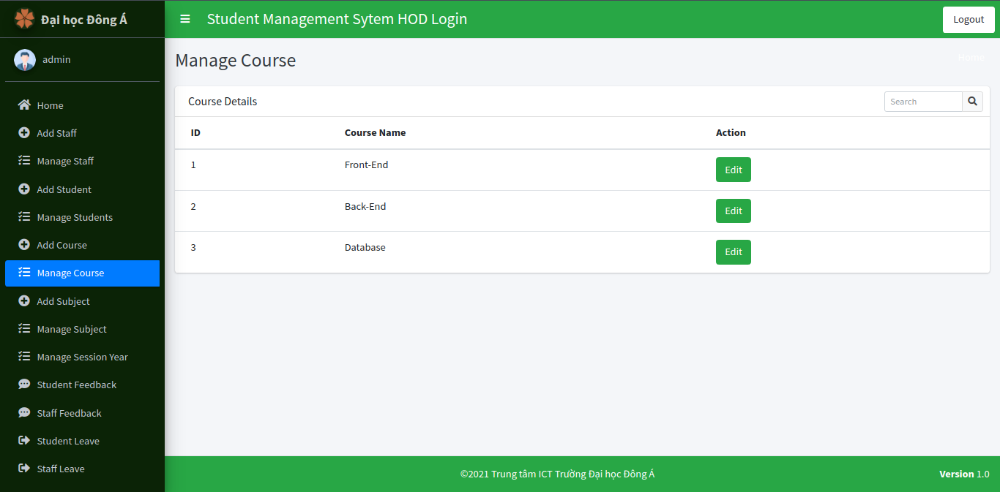 Đại học Đông Á
Student Management Sytem HOD Login
Logout
admin
Home
Add Staff
Manage Staff
Add Student
Manage Students
Add Course
Manage Course
Add Subject
Manage Subject
Manage Session Year
Student Feedback
Staff Feedback
Student Leave
Staff Leave
Manage Course
Home
Course Details
Search
ID Course Name Action
1 Front-End Edit
2 Back-End Edit
3 Database Edit
©2021 Trung tâm ICT Trường Đại học Đông Á
Version 1.0